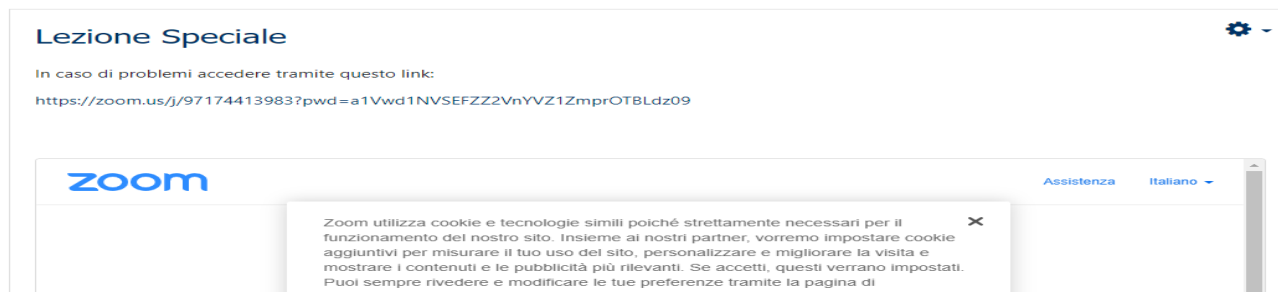 Lezione Speciale
In caso di problemi accedere tramite questo link:
https://zoom.us/j/97174413983?pwd=a1Vwd1NVSEFZZ2VnYVZ1ZmprOTBLdz09
zoom
Assistenza Italiano
Zoom utilizza cookie e tecnologie simili poiché strettamente necessari per il
funzionamento del nostro sito. Insieme ai nostri partner, vorremo impostare cookie
aggiuntivi per misurare il tuo uso del sito, personalizzare e migliorare la visita e
mostrare i contenuti e le pubblicità più rilevanti. Se accetti, questi verrano impostati.
Puoi sempre rivedere e modificare le tue preferenze tramite la pagina di